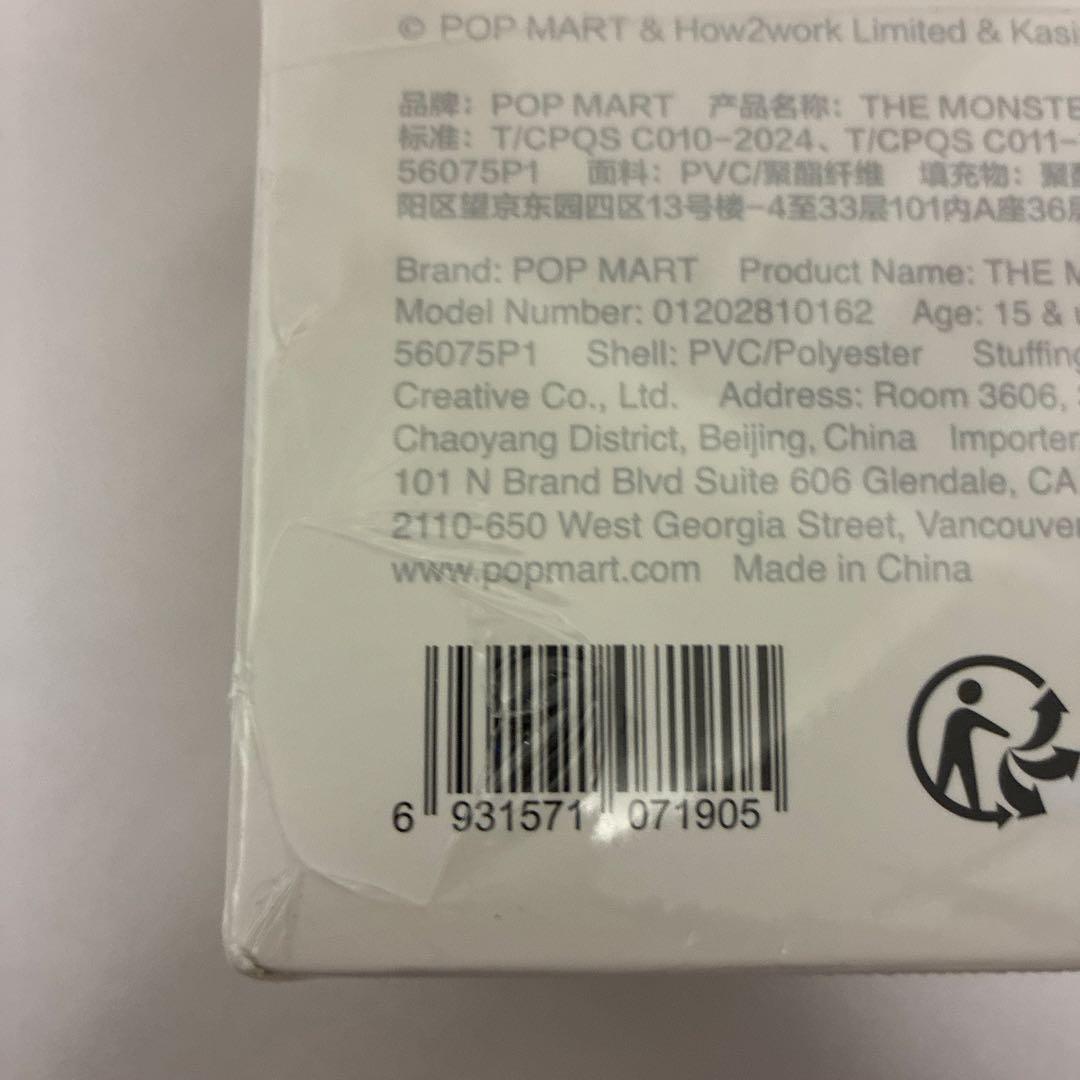 © POP MART & How2work Limited & Kasi
品牌：POP MART 产品名称：THE MONSTE
标准：T/CPQS C010-2024、T/CPQS C011-
56075P1 面料：PVC/聚酯纤维 填充物：聚酯
阳区望京东园四区13号楼-4至33层101内A座36层
Brand: POP MART Product Name: THE M
Model Number: 01202810162 Age: 15 & u
56075P1 Shell: PVC/Polyester Stuffing
Creative Co., Ltd. Address: Room 3606,
Chaoyang District, Beijing, China Importer
101 N Brand Blvd Suite 606 Glendale, CA
2110-650 West Georgia Street, Vancouver
www.popmart.com Made in China
6 931571 071905